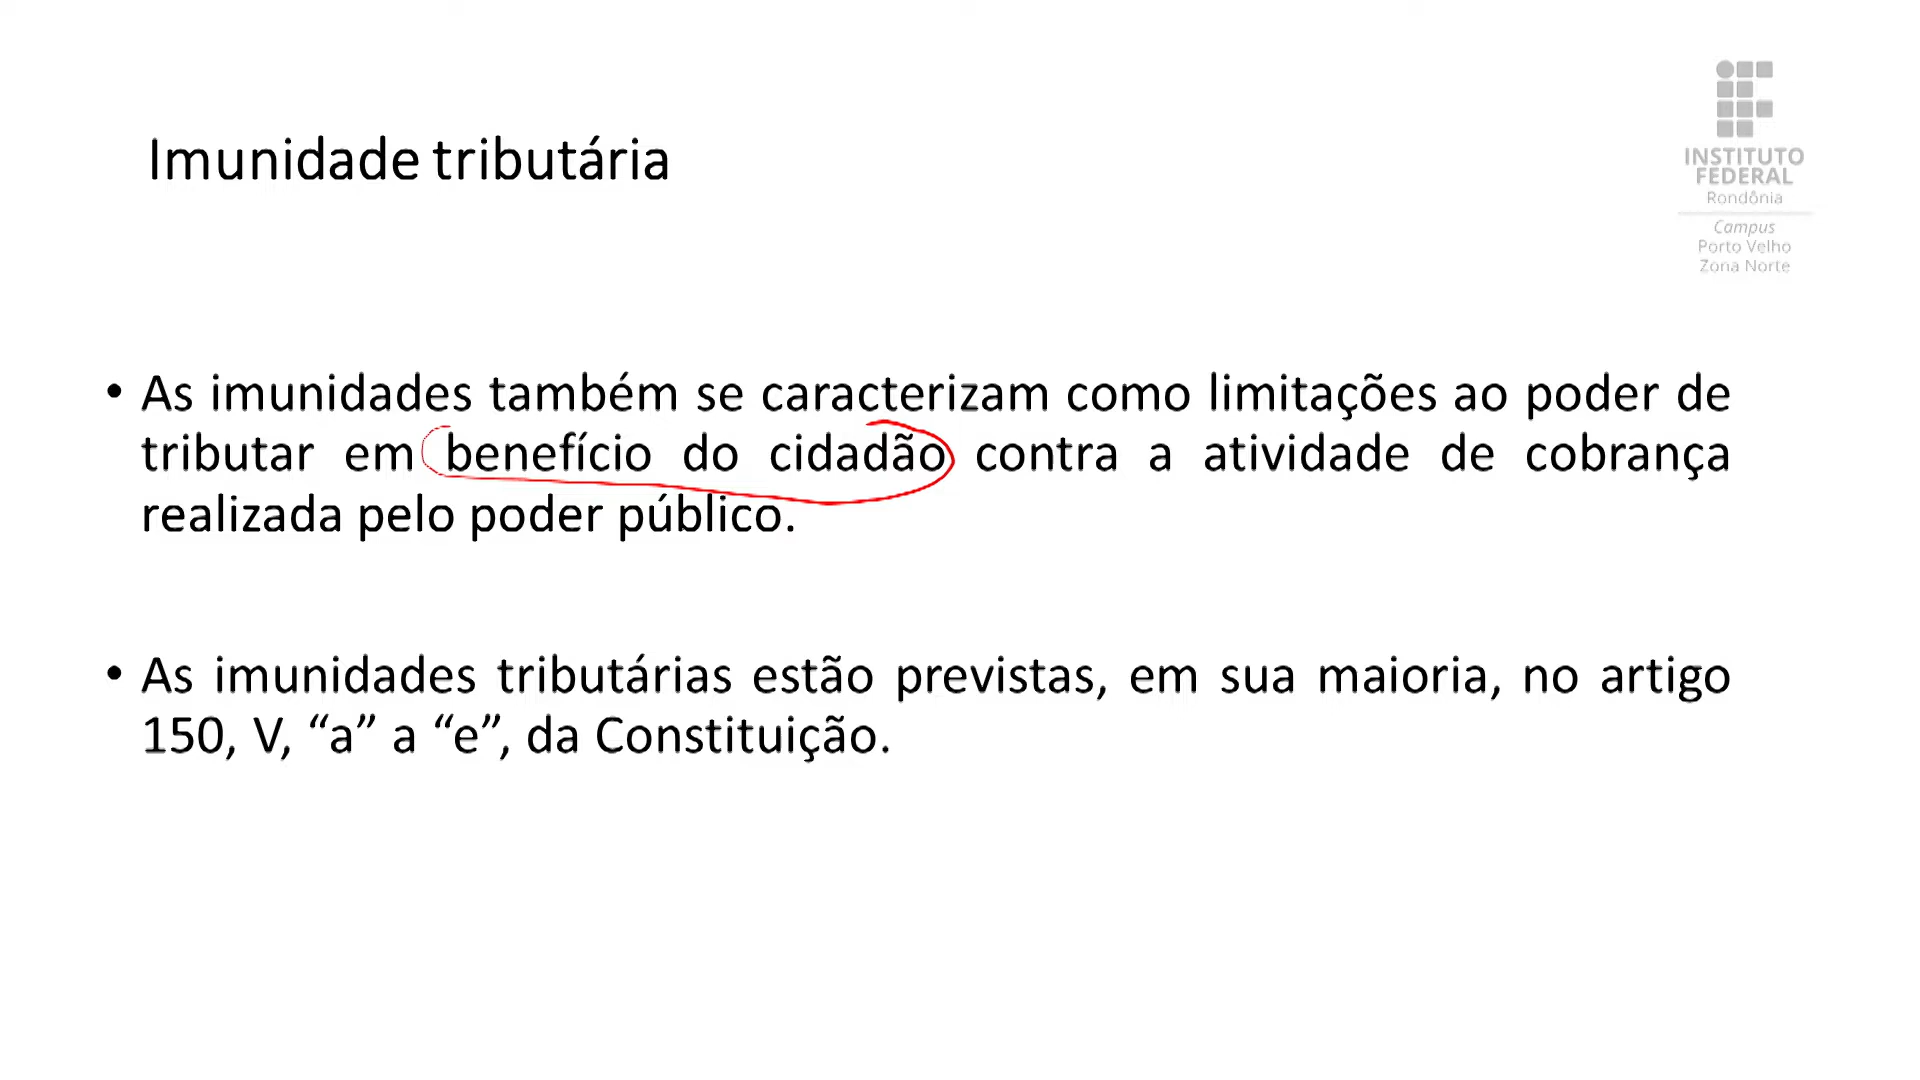 Imunidade tributária
INSTITUTO
FEDERAL
Rondônia
Campus
Porto Velho
Zona Norte
• As imunidades também se caracterizam como limitações ao poder de
tributar em benefício do cidadão contra a atividade de cobrança
realizada pelo poder público.
• As imunidades tributárias estão previstas, em sua maioria, no artigo
150, V, “a” a “e”, da Constituição.